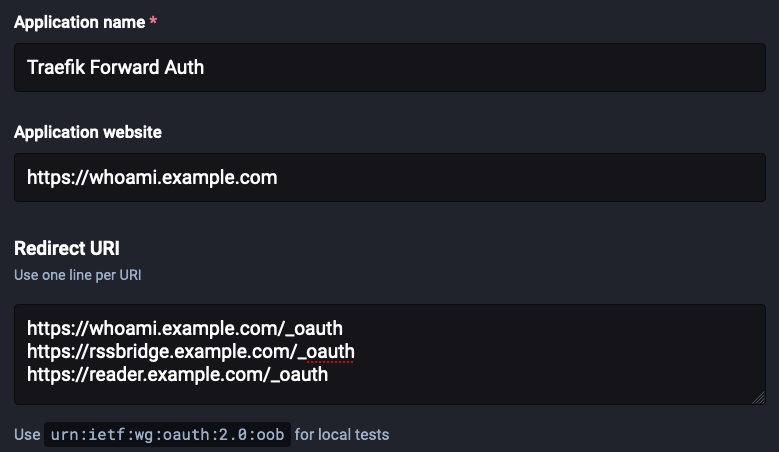 Application name *
Traefik Forward Auth
Application website
https://whoami.example.com
Redirect URI
Use one line per URI
https://whoami.example.com/_oauth
https://rssbridge.example.com/_oauth
https://reader.example.com/_oauth
Use urn:ietf:wg:oauth:2.0:oob for local tests